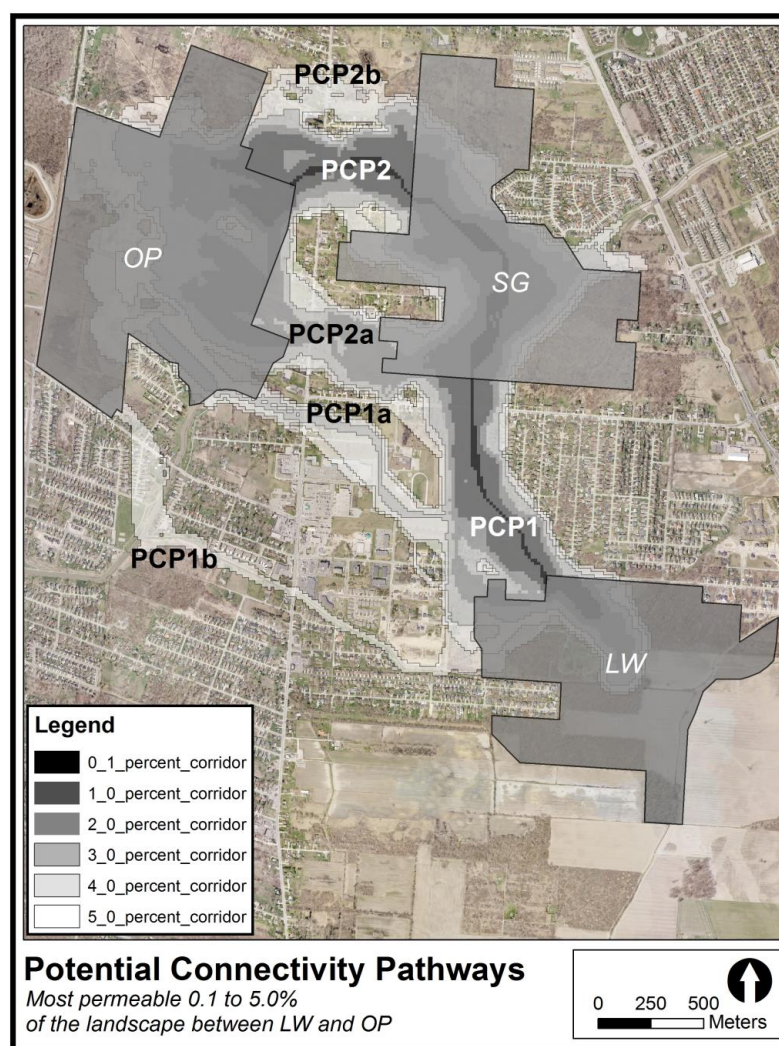 PCP2b
PCP2
OP
SG
PCP2a
PCP1a
PCP1
PCP1b
LW
Legend
0_1_percent_corridor
1_0_percent_corridor
2_0_percent_corridor
3_0_percent_corridor
4_0_percent_corridor
5_0_percent_corridor
Potential Connectivity Pathways
Most permeable 0.1 to 5.0%
of the landscape between LW and OP
0 250 500
Meters